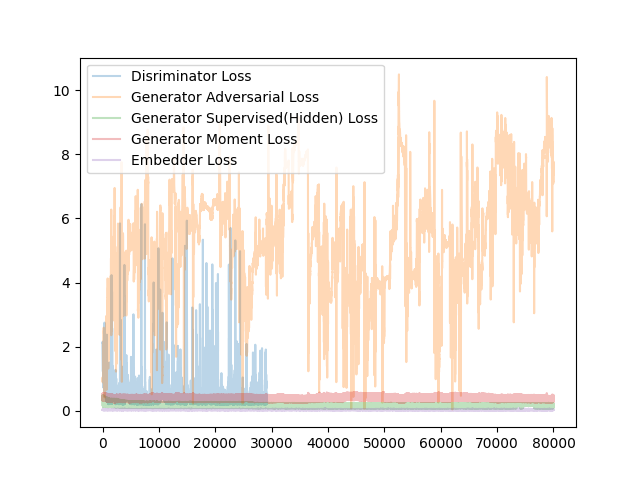 Disriminator Loss
Generator Adversarial Loss
Generator Supervised(Hidden) Loss
Generator Moment Loss
Embedder Loss
10
8
6
4
2
0
0 10000 20000 30000 40000 50000 60000 70000 80000